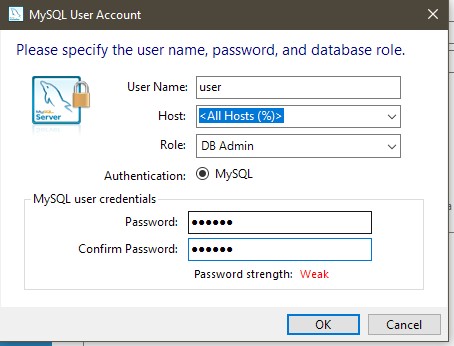 MySQL User Account
Please specify the user name, password, and database role.
User Name: user
Host: <All Hosts (%)>
Role: DB Admin
MySQL
Server
Authentication: MySQL
MySQL user credentials
Password: ●●●●●●
Confirm Password: ●●●●●●
Password strength: Weak
OK Cancel